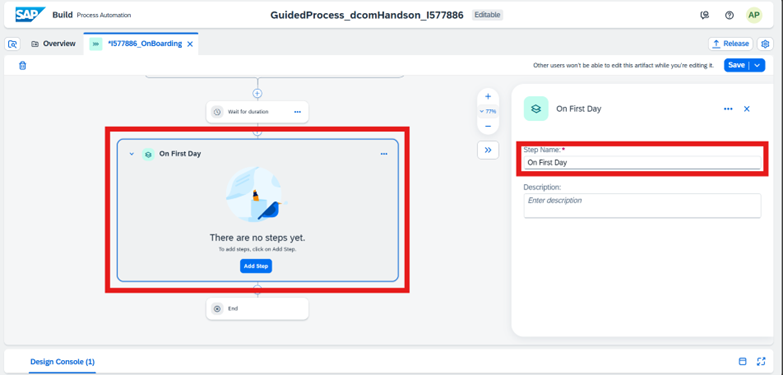 SAP Build Process Automation
GuidedProcess_dcomHandson_I577886 Editable
AP
Overview
*I577886_OnBoarding
Release
Other users won't be able to edit this artifact while you're editing it.
Save
Wait for duration
77%
On First Day
There are no steps yet.
To add steps, click on Add Step.
Add Step
End
On First Day
Step Name:*
On First Day
Description:
Enter description
Design Console (1)